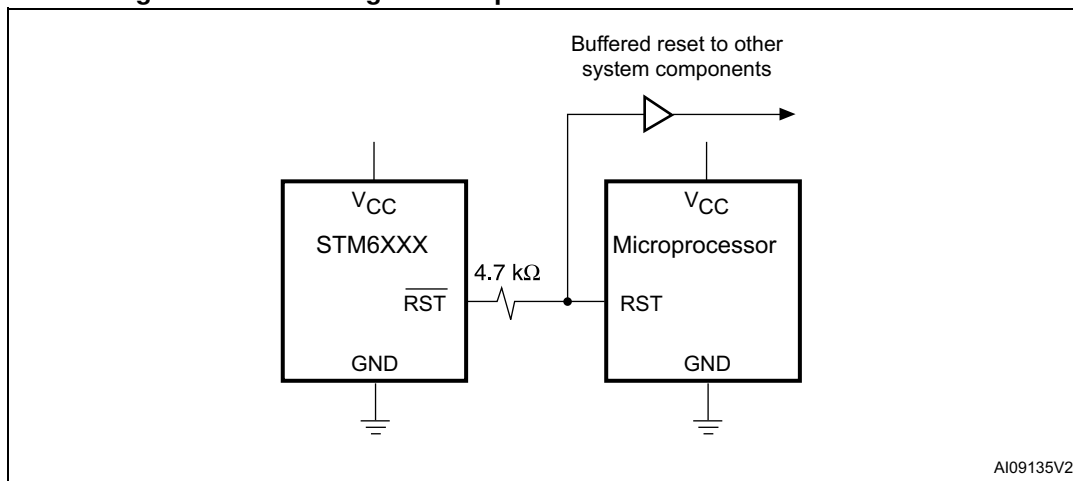 Buffered reset to other
system components
VCC
STM6XXX
RST
GND
4.7 kΩ
VCC
Microprocessor
RST
GND
AI09135V2